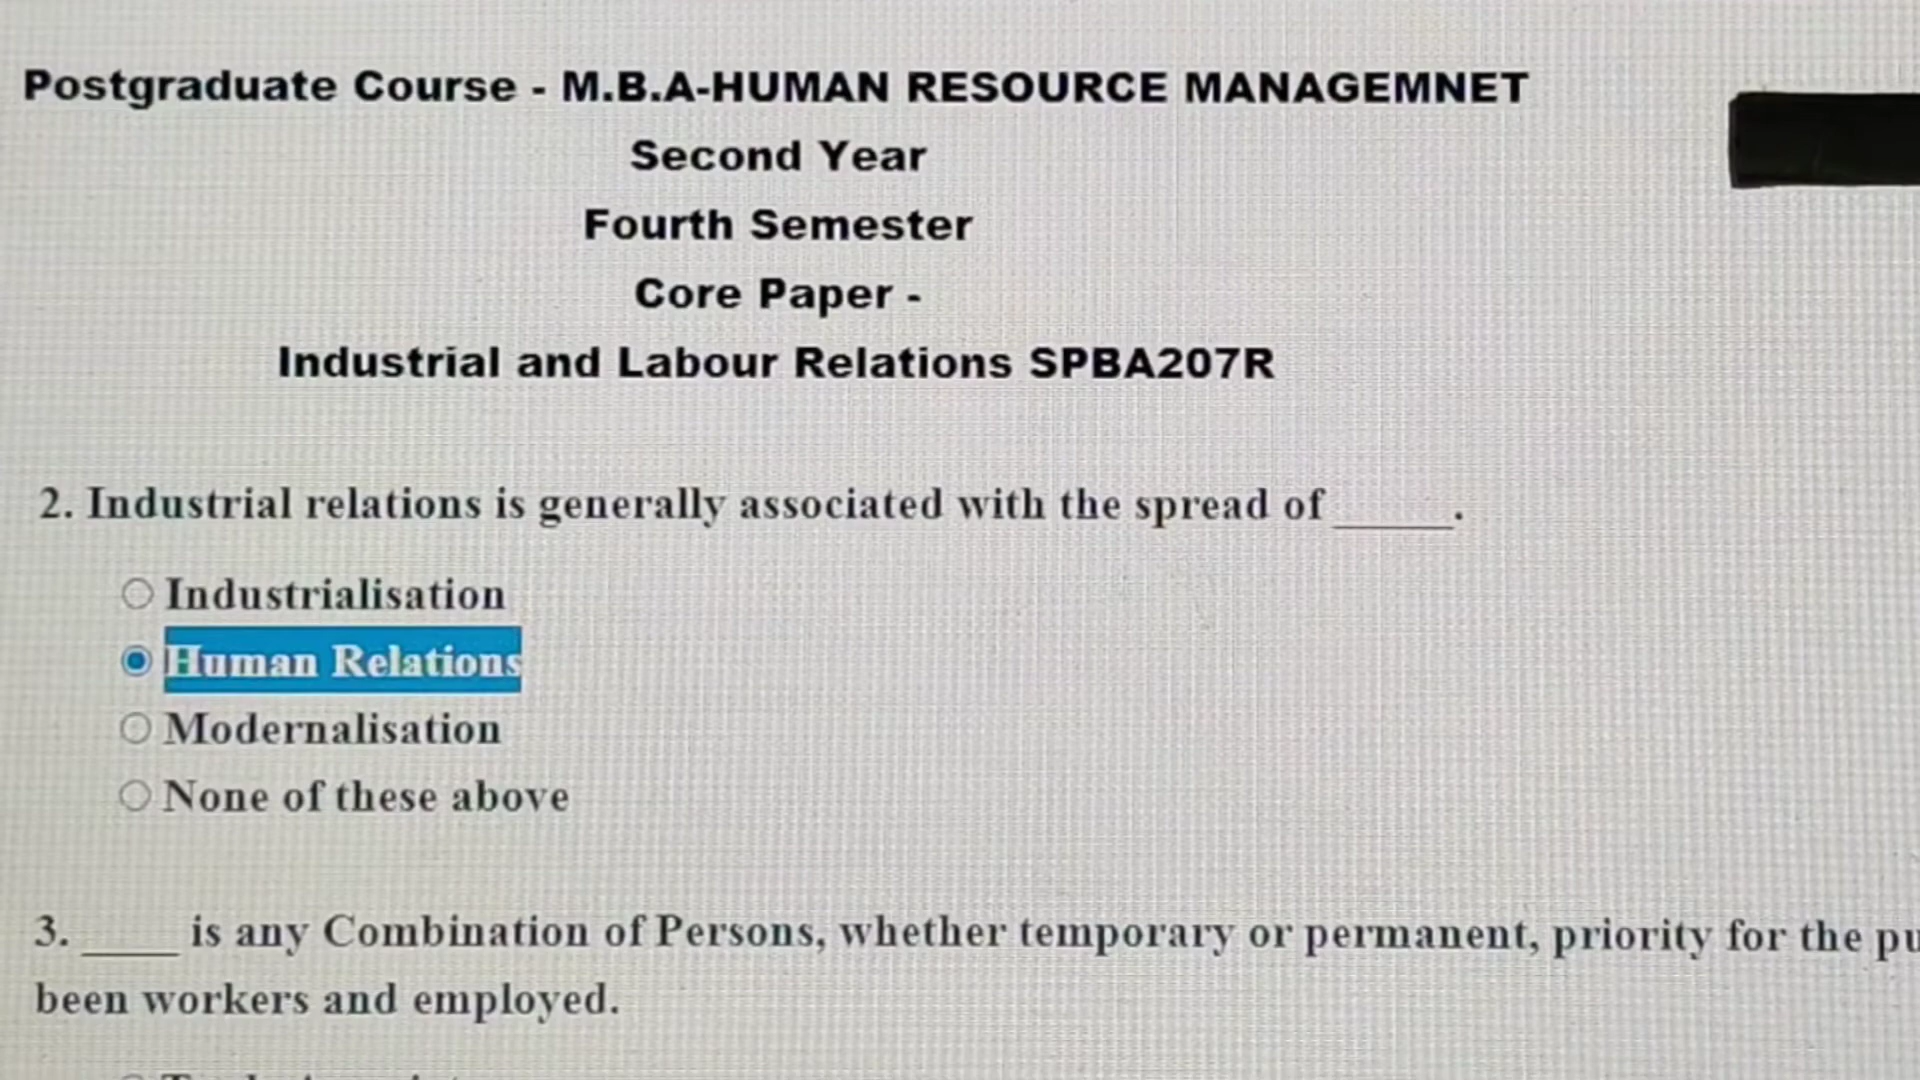 Postgraduate Course - M.B.A-HUMAN RESOURCE MANAGEMNET
Second Year
Fourth Semester
Core Paper -
Industrial and Labour Relations SPBA207R
2. Industrial relations is generally associated with the spread of _____.
Industrialisation
Human Relations
Modernalisation
None of these above
3. ____ is any Combination of Persons, whether temporary or permanent, priority for the
been workers and employed.